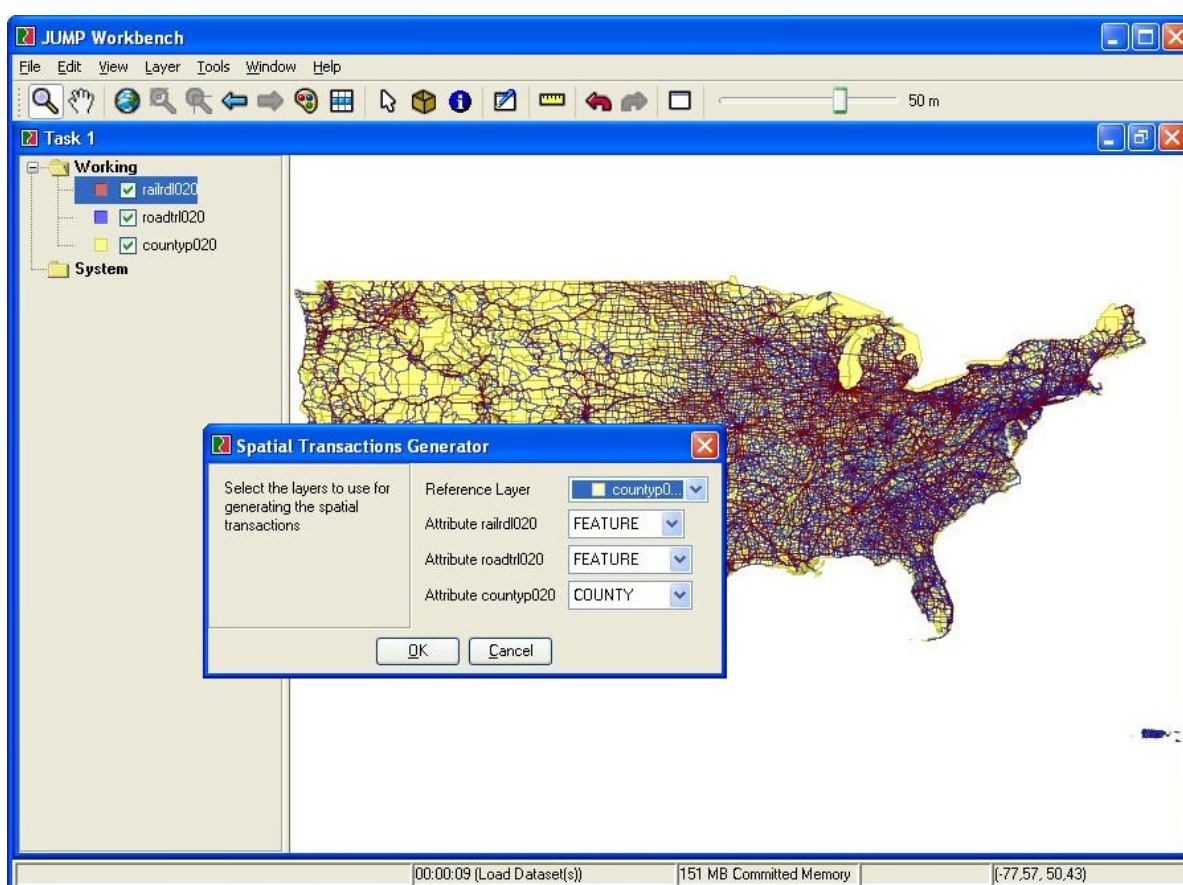 JUMP Workbench
File Edit View Layer Tools Window Help
50 m
Task 1
Working
railrdl020
roadtrl020
countyp020
System
Spatial Transactions Generator
Select the layers to use for
generating the spatial
transactions
Reference Layer countyp0...
Attribute railrdl020 FEATURE
Attribute roadtrl020 FEATURE
Attribute countyp020 COUNTY
OK Cancel
00:00:09 (Load Dataset(s)) 151 MB Committed Memory (-77,57, 50,43)